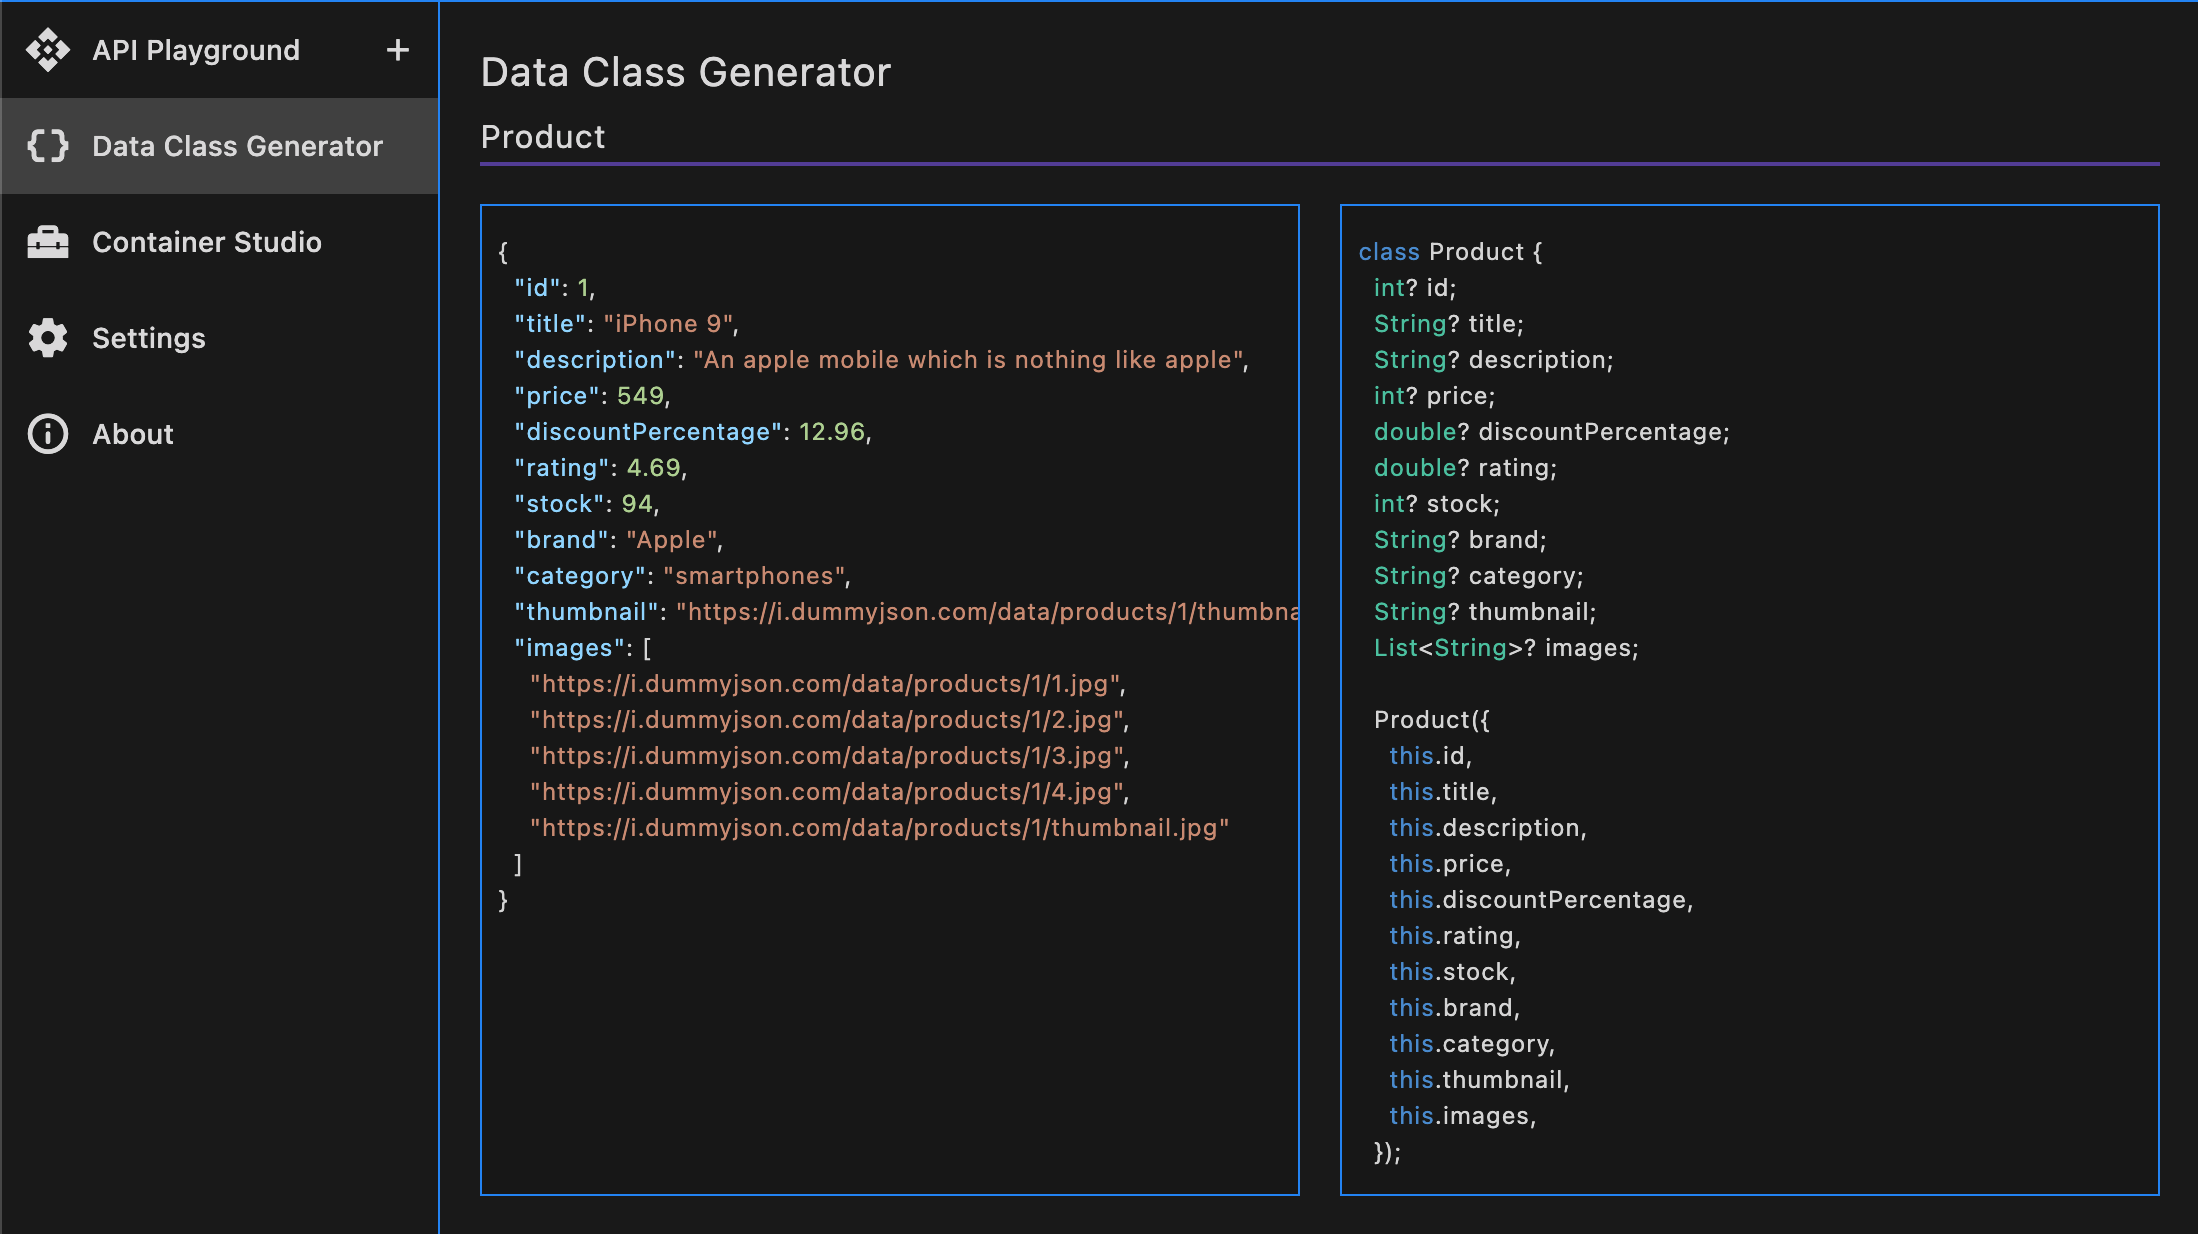 API Playground +
Data Class Generator
Container Studio
Settings
About
Data Class Generator
Product
{
"id": 1,
"title": "iPhone 9",
"description": "An apple mobile which is nothing like apple",
"price": 549,
"discountPercentage": 12.96,
"rating": 4.69,
"stock": 94,
"brand": "Apple",
"category": "smartphones",
"thumbnail": "https://i.dummyjson.com/data/products/1/thumbna
"images": [
"https://i.dummyjson.com/data/products/1/1.jpg",
"https://i.dummyjson.com/data/products/1/2.jpg",
"https://i.dummyjson.com/data/products/1/3.jpg",
"https://i.dummyjson.com/data/products/1/4.jpg",
"https://i.dummyjson.com/data/products/1/thumbnail.jpg"
]
}
class Product {
int? id;
String? title;
String? description;
int? price;
double? discountPercentage;
double? rating;
int? stock;
String? brand;
String? category;
String? thumbnail;
List<String>? images;
Product({
this.id,
this.title,
this.description,
this.price,
this.discountPercentage,
this.rating,
this.stock,
this.brand,
this.category,
this.thumbnail,
this.images,
});